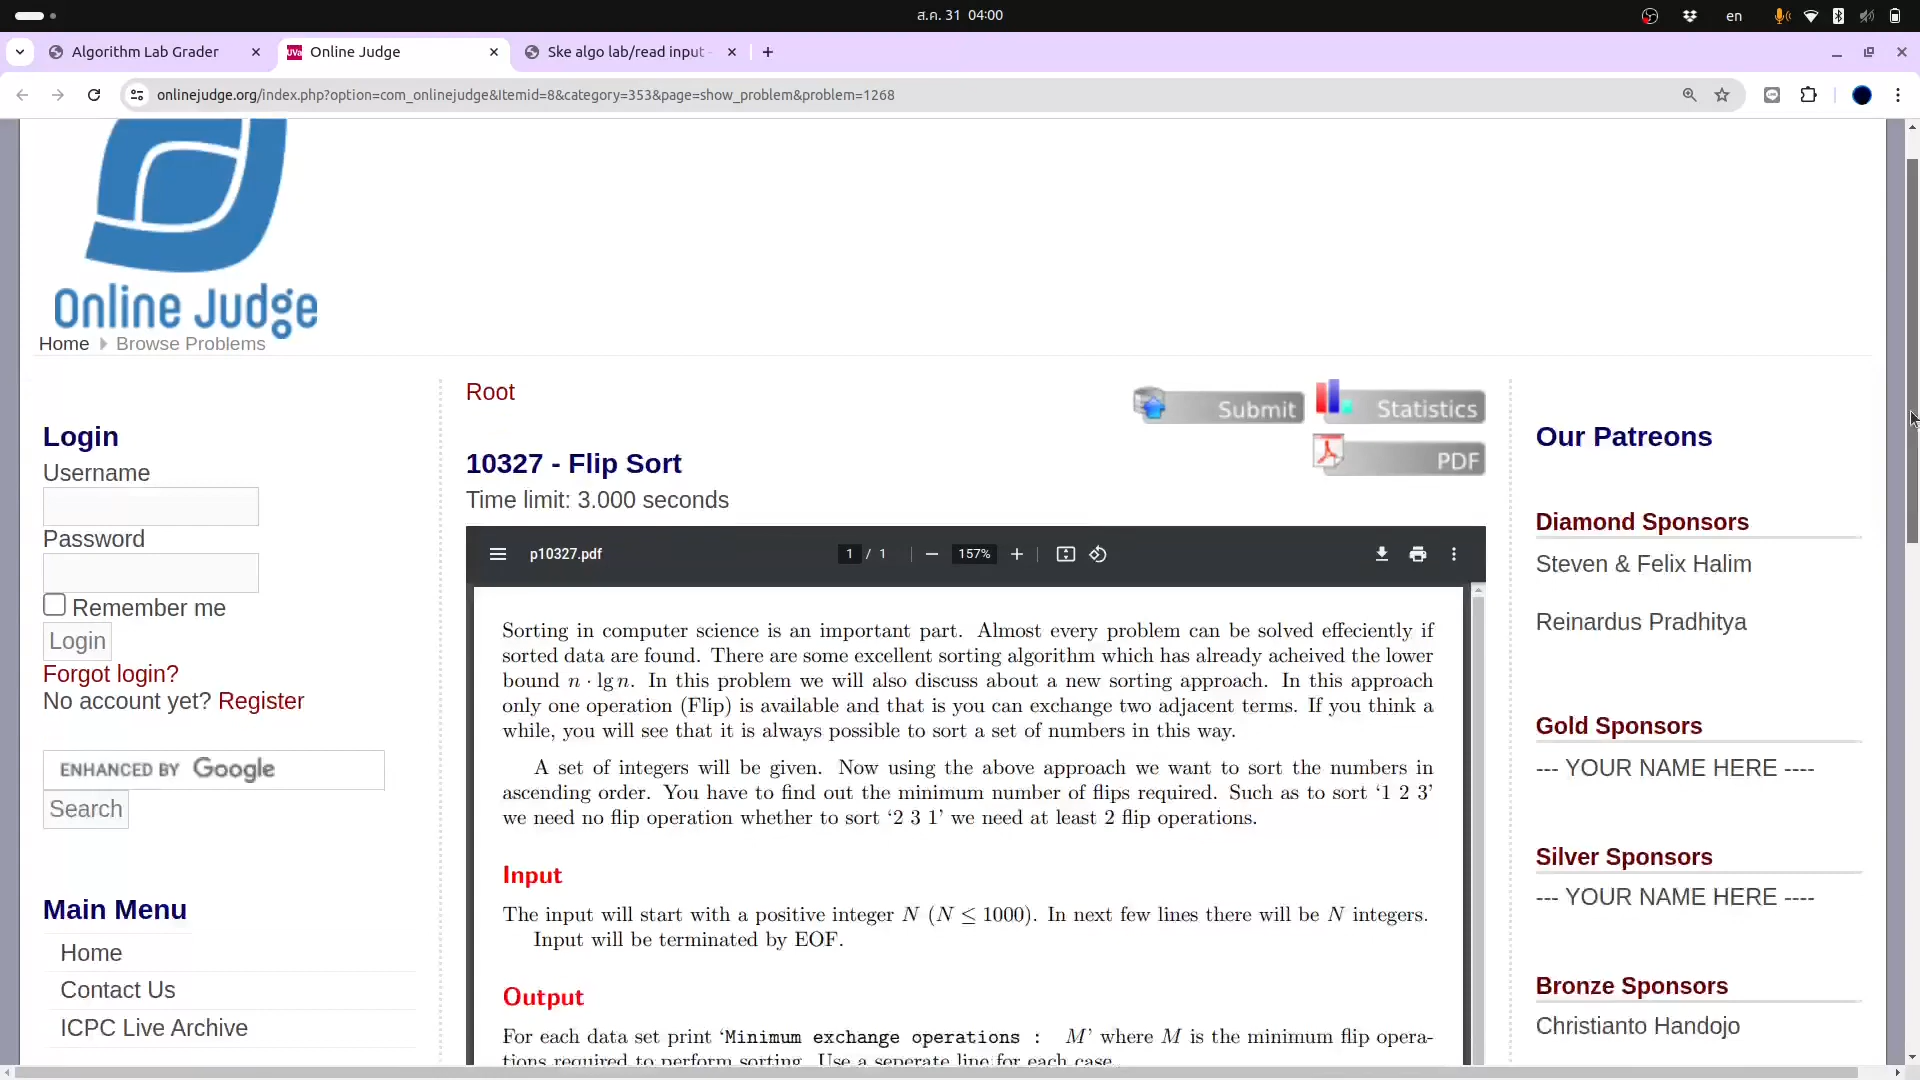 ส.ค. 31 04:00
en
Algorithm Lab Grader
Online Judge
Ske algo lab/read input -
onlinejudge.org/index.php?option=com_onlinejudge&Itemid=8&category=353&page=show_problem&problem=1268
Online Judge
Home Browse Problems
Login
Username
Password
Remember me
Login
Forgot login?
No account yet? Register
ENHANCED BY Google
Search
Main Menu
Home
Contact Us
ICPC Live Archive
Root
Submit
Statistics
PDF
10327 - Flip Sort
Time limit: 3.000 seconds
p10327.pdf
1 / 1
157%
Sorting in computer science is an important part. Almost every problem can be solved effeciently if
sorted data are found. There are some excellent sorting algorithm which has already acheived the lower
bound n · lg n. In this problem we will also discuss about a new sorting approach. In this approach
only one operation (Flip) is available and that is you can exchange two adjacent terms. If you think a
while, you will see that it is always possible to sort a set of numbers in this way.
A set of integers will be given. Now using the above approach we want to sort the numbers in
ascending order. You have to find out the minimum number of flips required. Such as to sort ‘1 2 3’
we need no flip operation whether to sort ‘2 3 1’ we need at least 2 flip operations.
Input
The input will start with a positive integer N (N ≤ 1000). In next few lines there will be N integers.
Input will be terminated by EOF.
Output
For each data set print ‘Minimum exchange operations : M’ where M is the minimum flip opera-
tions required to perform sorting. Use a seperate line for each case.
Our Patreons
Diamond Sponsors
Steven & Felix Halim
Reinardus Pradhitya
Gold Sponsors
--- YOUR NAME HERE ----
Silver Sponsors
--- YOUR NAME HERE ----
Bronze Sponsors
Christianto Handojo